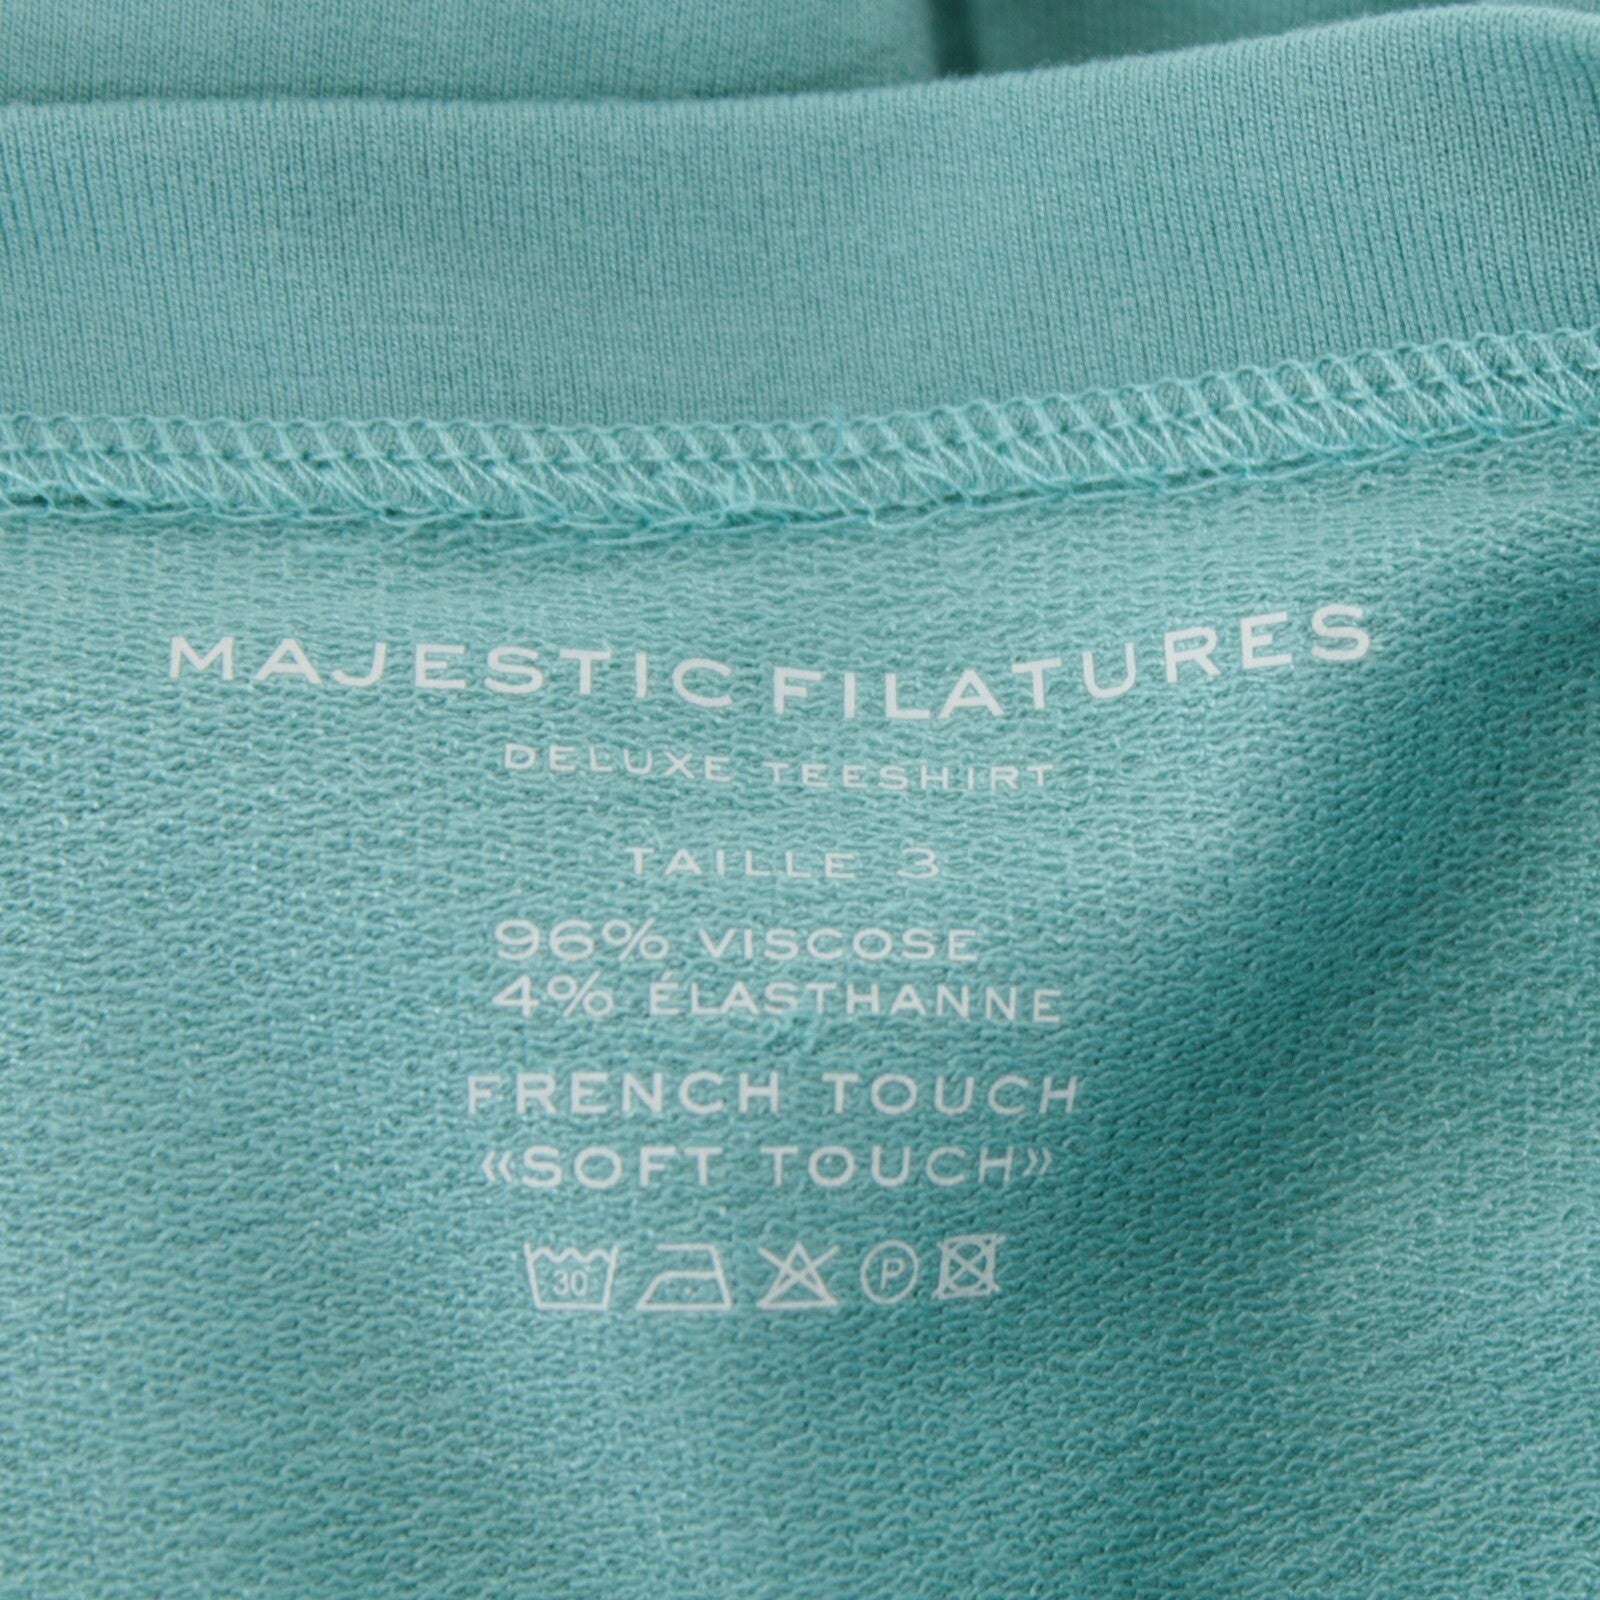 MAJESTIC FILATURES
DELUXE TEESHIRT
TAILLE 3
96% VISCOSE
4% ÉLASTHANNE
FRENCH TOUCH
«SOFT TOUCH»
30 P